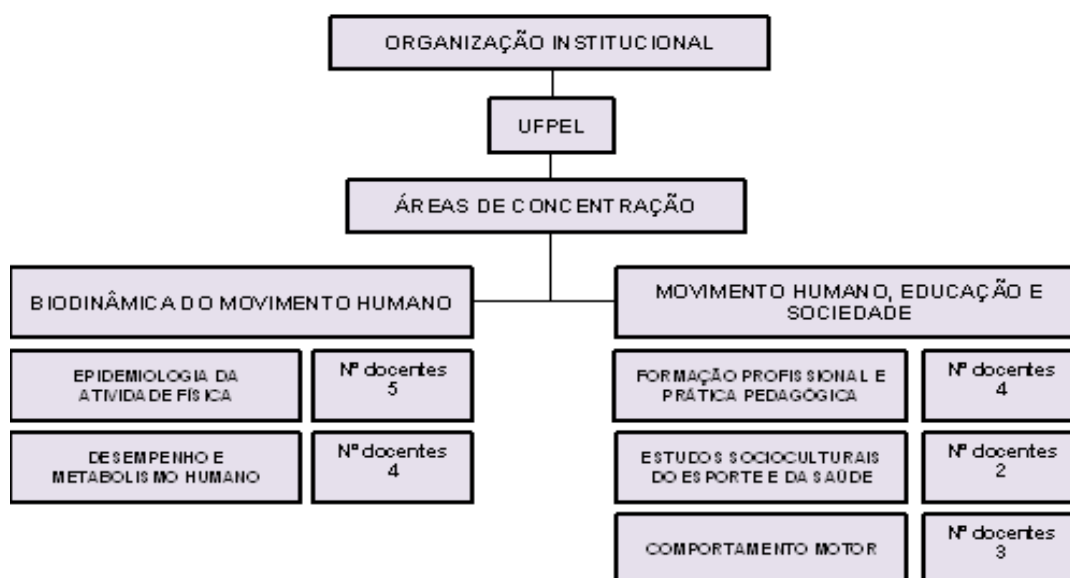 ORGANIZAÇÃO INSTITUCIONAL
UFPEL
ÁREAS DE CONCENTRAÇÃO
BIODINÂMICA DO MOVIMENTO HUMANO
MOVIMENTO HUMANO, EDUCAÇÃO E
SOCIEDADE
EPIDEMIOLOGIA DA
ATIVIDADE FÍSICA
Nº docentes
5
FORMAÇÃO PROFISSIONAL E
PRÁTICA PEDAGÓGICA
Nº docentes
4
DESEMPENHO E
METABOLISMO HUMANO
Nº docentes
4
ESTUDOS SOCIOCULTURAIS
DO ESPORTE E DA SAÚDE
Nº docentes
2
COMPORTAMENTO MOTOR
Nº docentes
3